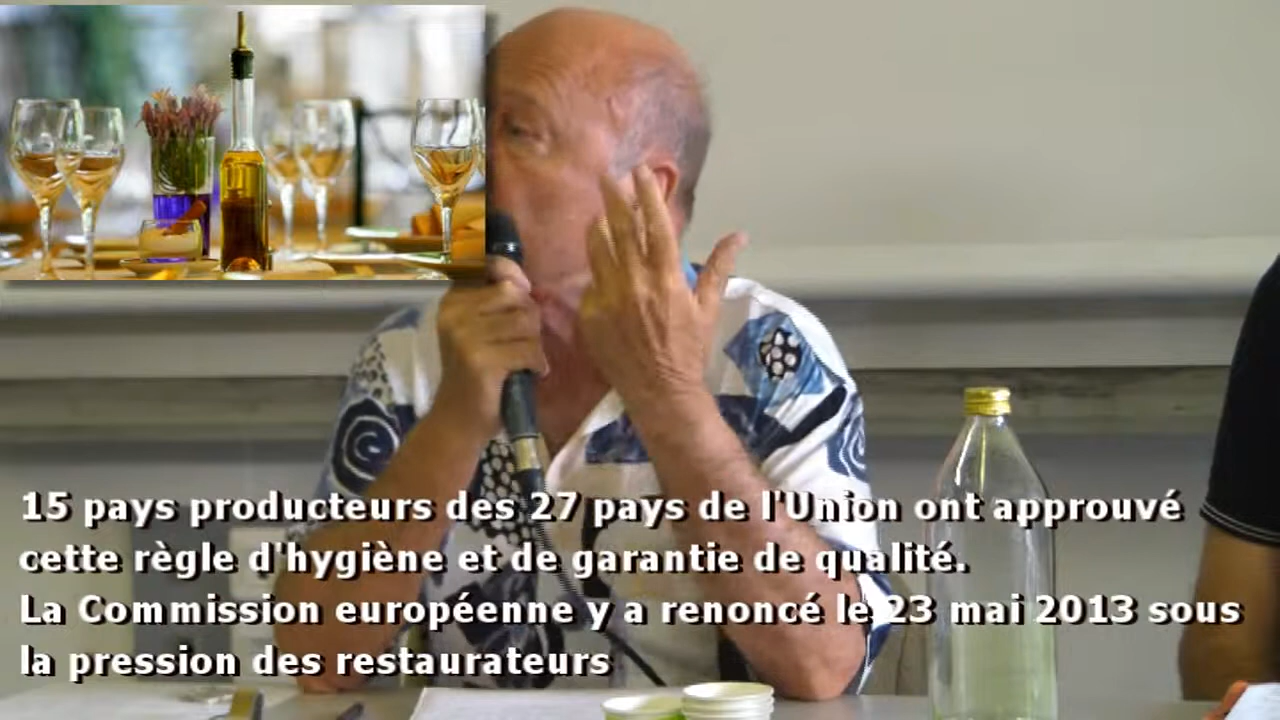 15 pays producteurs des 27 pays de l'Union ont approuvé
cette règle d'hygiène et de garantie de qualité.
La Commission européenne y a renoncé le 23 mai 2013 sous
la pression des restaurateurs